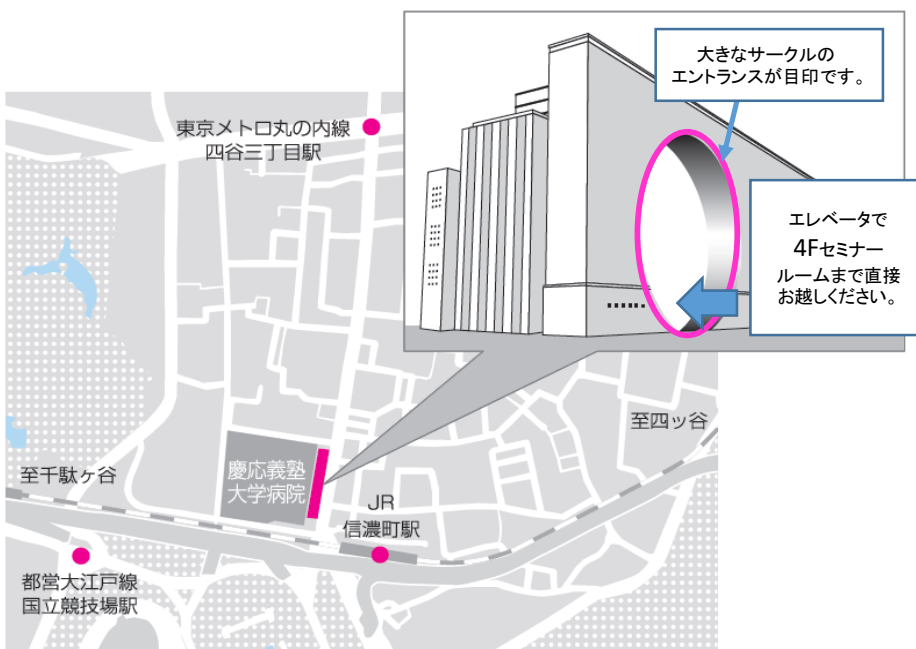 大きなサークルの
エントランスが目印です。
東京メトロ丸の内線
四谷三丁目駅
エレベータで
4Fセミナー
ルームまで直接
お越しください。
至四ッ谷
慶応義塾
大学病院
至千駄ヶ谷
JR
信濃町駅
都営大江戸線
国立競技場駅